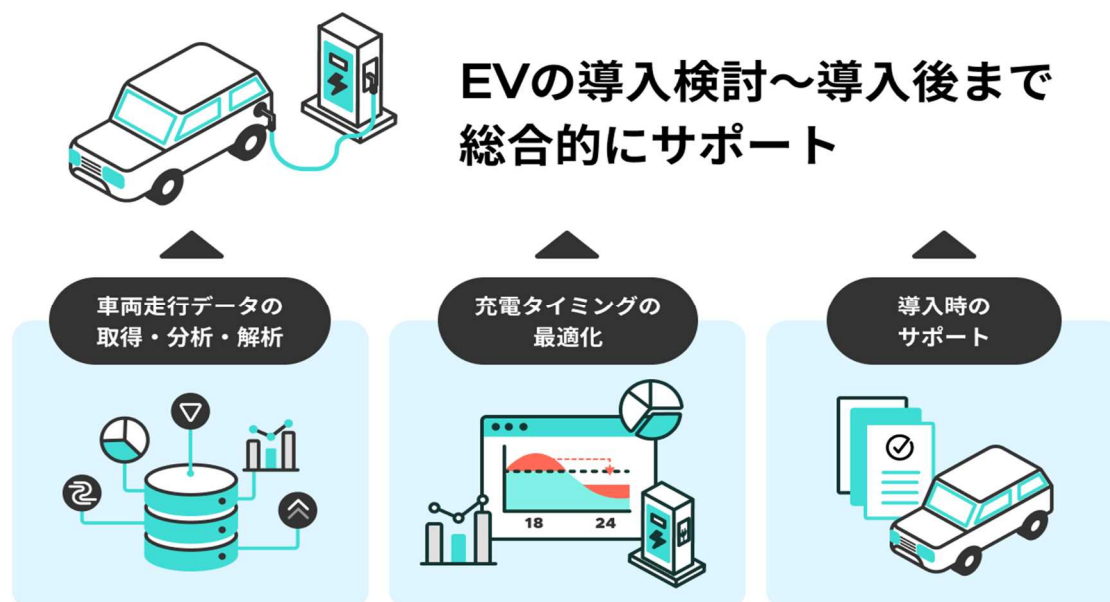 EVの導入検討～導入後まで
総合的にサポート
車両走行データの
取得・分析・解析
充電タイミングの
最適化
導入時の
サポート
18 24